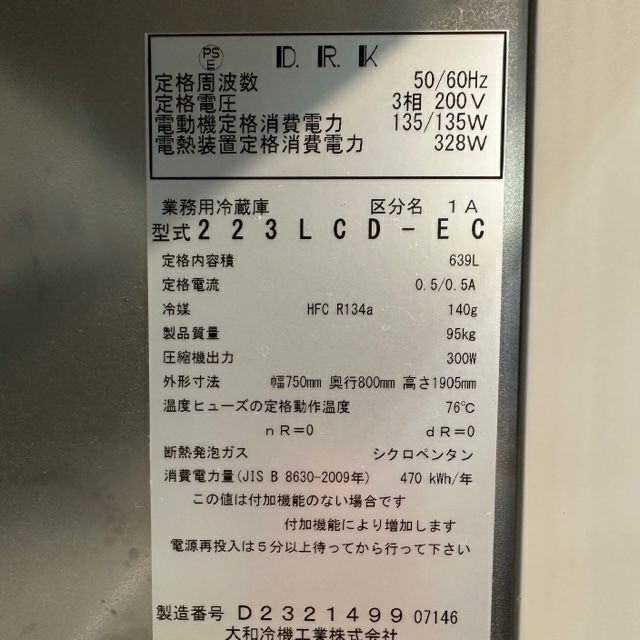 PS E D.R.K
定格周波数 50/60Hz
定格電圧 3相 200V
電動機定格消費電力 135/135W
電熱装置定格消費電力 328W
業務用冷蔵庫 区分名 1A
型式 223LCD-EC
定格内容積 639L
定格電流 0.5/0.5A
冷媒 HFC R134a 140g
製品質量 95kg
圧縮機出力 300W
外形寸法 幅750mm 奥行800mm 高さ1905mm
温度ヒューズの定格動作温度 76℃
nR=0 dR=0
断熱発泡ガス シクロペンタン
消費電力量(JIS B 8630-2009年) 470 kWh/年
この値は付加機能のない場合です
付加機能により増加します
電源再投入は5分以上待ってから行って下さい
製造番号 D2321499 07146
大和冷機工業株式会社